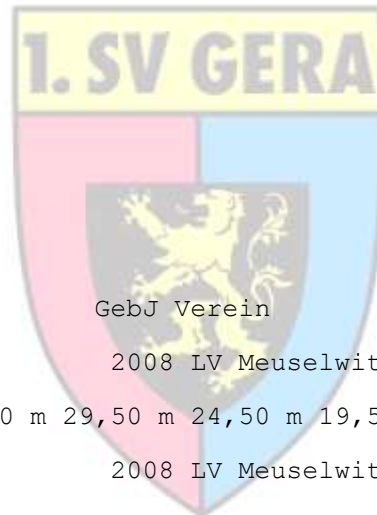 1. SV GERA
GebJ Verein
2008 LV Meuselwit
0 m 29,50 m 24,50 m 19,5
2008 LV Meuselwit